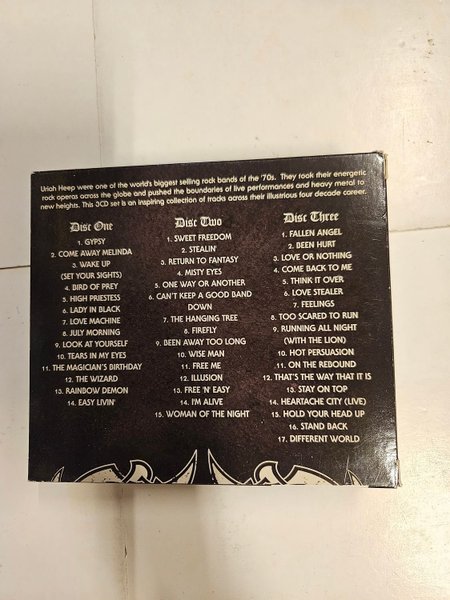 Uriah Heep were one of the world's biggest selling rock bands of the '70s. They took their energetic
rock operas across the globe and pushed the boundaries of live performances and heavy metal to
new heights. This 3CD set is an inspiring collection of tracks across their illustrious four decade career.
Disc One
1. GYPSY
2. COME AWAY MELINDA
3. WAKE UP
(SET YOUR SIGHTS)
4. BIRD OF PREY
5. HIGH PRIESTESS
6. LADY IN BLACK
7. LOVE MACHINE
8. JULY MORNING
9. LOOK AT YOURSELF
10. TEARS IN MY EYES
11. THE MAGICIAN'S BIRTHDAY
12. THE WIZARD
13. RAINBOW DEMON
14. EASY LIVIN'
Disc Two
1. SWEET FREEDOM
2. STEALIN'
3. RETURN TO FANTASY
4. MISTY EYES
5. ONE WAY OR ANOTHER
6. CAN'T KEEP A GOOD BAND
DOWN
7. THE HANGING TREE
8. FIREFLY
9. BEEN AWAY TOO LONG
10. WISE MAN
11. FREE ME
12. ILLUSION
13. FREE 'N' EASY
14. I'M ALIVE
15. WOMAN OF THE NIGHT
Disc Three
1. FALLEN ANGEL
2. BEEN HURT
3. LOVE OR NOTHING
4. COME BACK TO ME
5. THINK IT OVER
6. LOVE STEALER
7. FEELINGS
8. TOO SCARED TO RUN
9. RUNNING ALL NIGHT
(WITH THE LION)
10. HOT PERSUASION
11. ON THE REBOUND
12. THAT'S THE WAY THAT IT IS
13. STAY ON TOP
14. HEARTACHE CITY (LIVE)
15. HOLD YOUR HEAD UP
16. STAND BACK
17. DIFFERENT WORLD